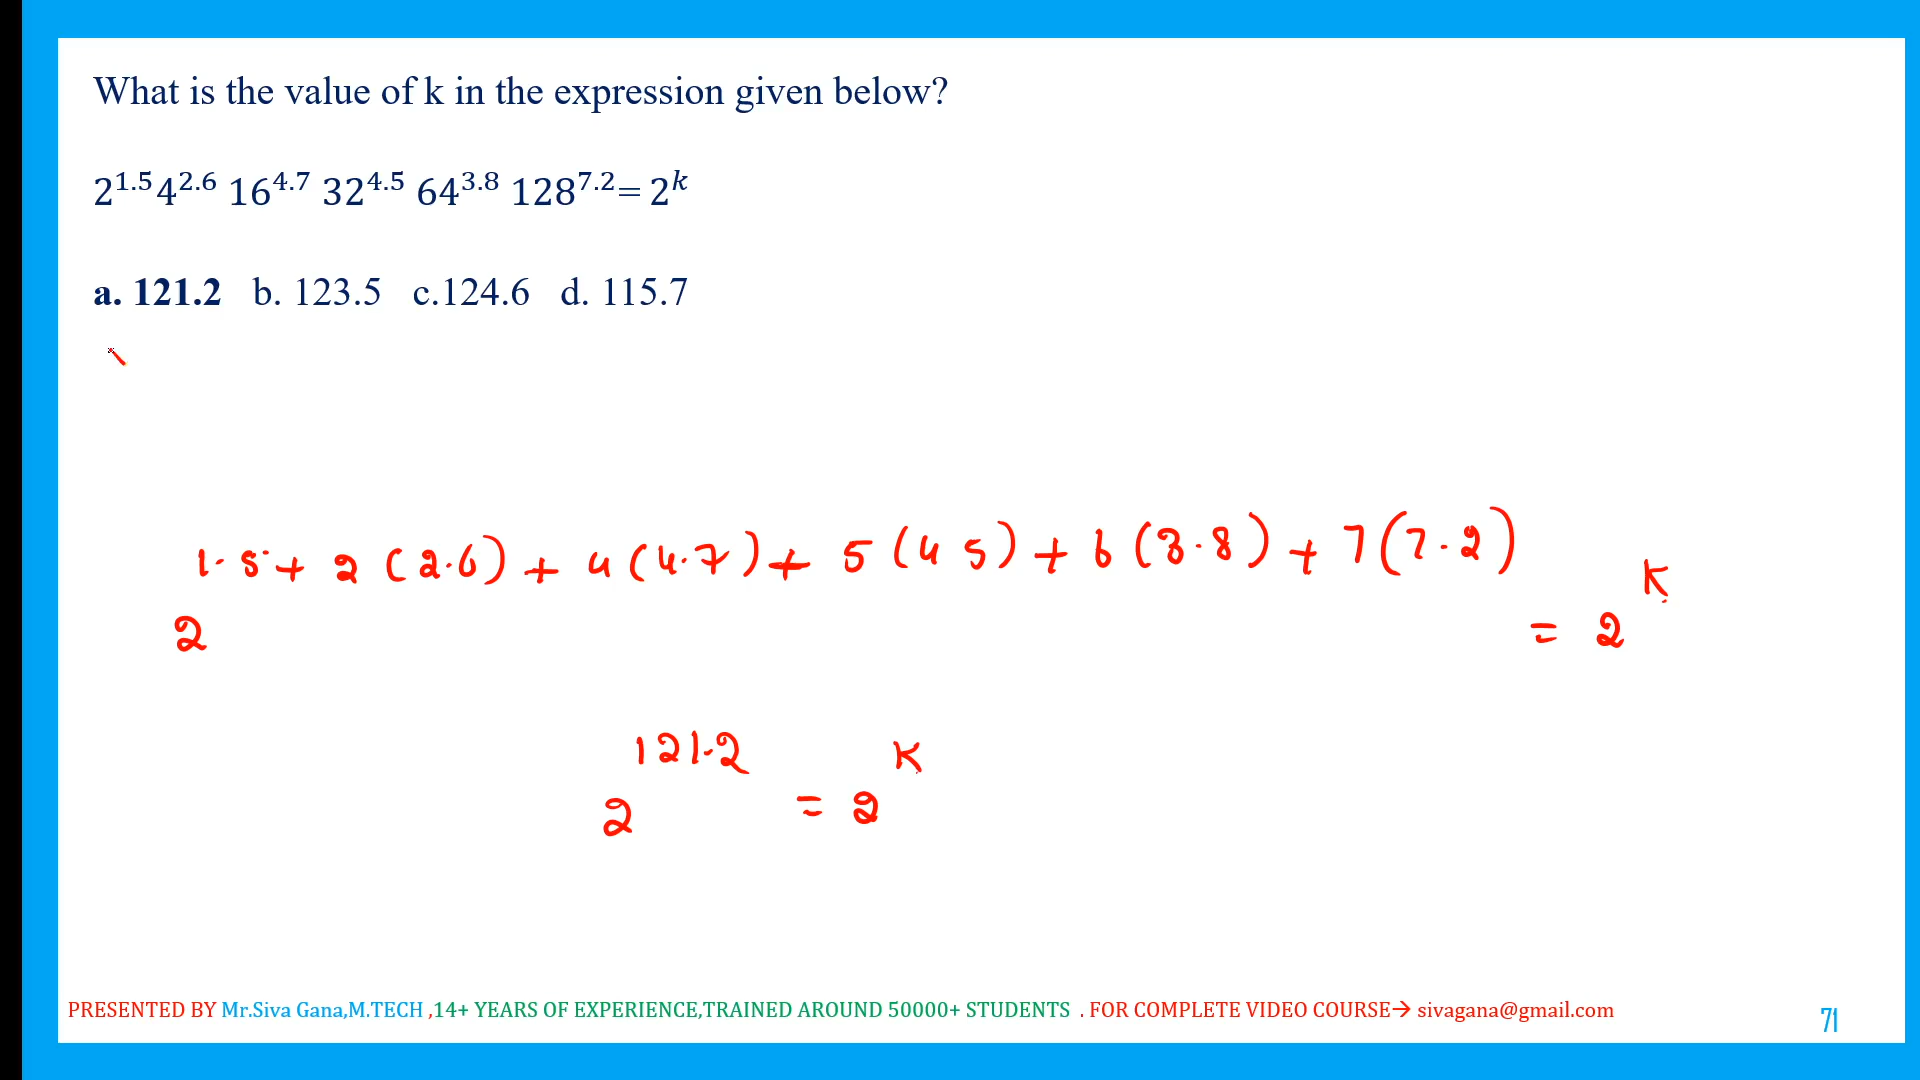 What is the value of k in the expression given below?
2^1.5 4^2.6 16^4.7 32^4.5 64^3.8 128^7.2 = 2^k
a. 121.2 b. 123.5 c.124.6 d. 115.7
2^1.5 + 2 (2.6) + 4 (4.7) + 5 (4 5) + 6 (3.8) + 7 (7.2) = 2^K
2^121.2 = 2^K
PRESENTED BY Mr.Siva Gana,M.TECH ,14+ YEARS OF EXPERIENCE,TRAINED AROUND 50000+ STUDENTS . FOR COMPLETE VIDEO COURSE→ sivagana@gmail.com
71